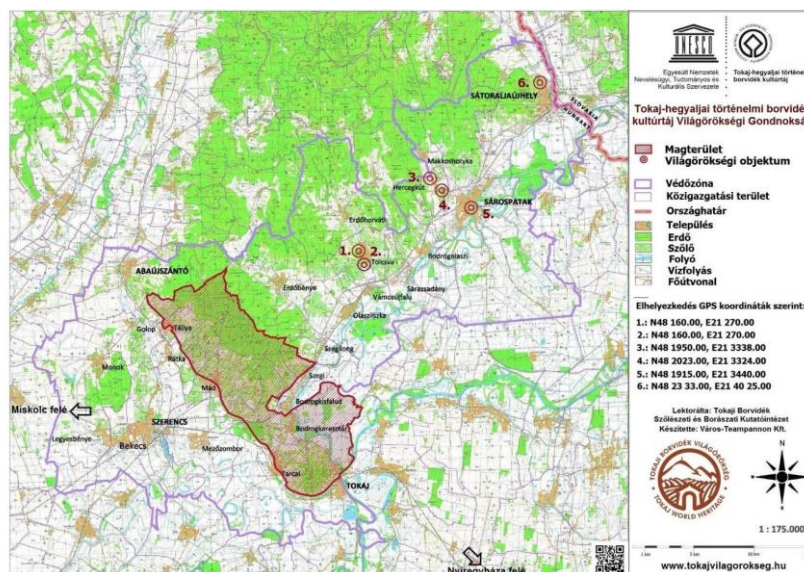 UNESCO
Egyesült Nemzetek
Nevelésügyi, Tudományos és
Kulturális Szervezete
Tokaj-hegyaljai történelmi
borvidék kultúrtáj
Tokaj-hegyaljai történelmi borvidé
kultúrtáj Világörökségi Gondnoksá
Magterület
Világörökségi objektum
Védőzóna
Közigazgatási terület
Országhatár
Település
Erdő
Szőlő
Folyó
Vízfolyás
Főútvonal
Elhelyezkedés GPS koordináták szerint:
1.: N48 160.00, E21 270.00
2.: N48 160.00, E21 270.00
3.: N48 1950.00, E21 3338.00
4.: N48 2023.00, E21 3324.00
5.: N48 1915.00, E21 3440.00
6.: N48 23 33.00, E21 40 25.00
Lektorálta: Tokaji Borvidék
Szőlészeti és Borászati Kutatóintézet
Készítette: Város-Teampannon Kft.
TOKAJI BORVIDÉK VILÁGÖRÖKSÉG
TOKAJ WORLD HERITAGE
N
1 : 175.000
www.tokajvilagorokseg.hu
6.
SÁTORALJAÚJHELY
SLOVAKIA
HUNGARY
Makkoshotyka
3.
Hercegkút
4.
SÁROSPATAK
5.
Erdőhorváti
1.
2.
Tolcsva
Bodrogolaszi
ABAÚJSZÁNTÓ
Erdőbénye
Sárazsadány
Vámosújfalu
Olaszliszka
Golop
Tállya
Szegilong
Rátka
Monok
Szegi
Mád
Bodrogkisfalud
Miskolc felé
SZERENCS
Bodrogkeresztúr
Legyesbénye
Bekecs
Mezőzombor
Tarcal
TOKAJ
Nyíregyháza felé